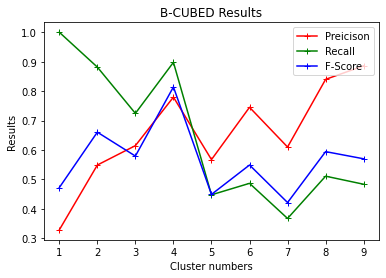 B-CUBED Results
Preicison
Recall
F-Score
Results
1.0
0.9
0.8
0.7
0.6
0.5
0.4
0.3
1 2 3 4 5 6 7 8 9
Cluster numbers